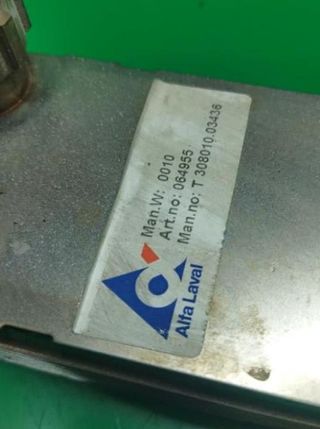 Man.W: 0010
Art.no: 064955
Man.no; T 308010.03436
Alfa Laval